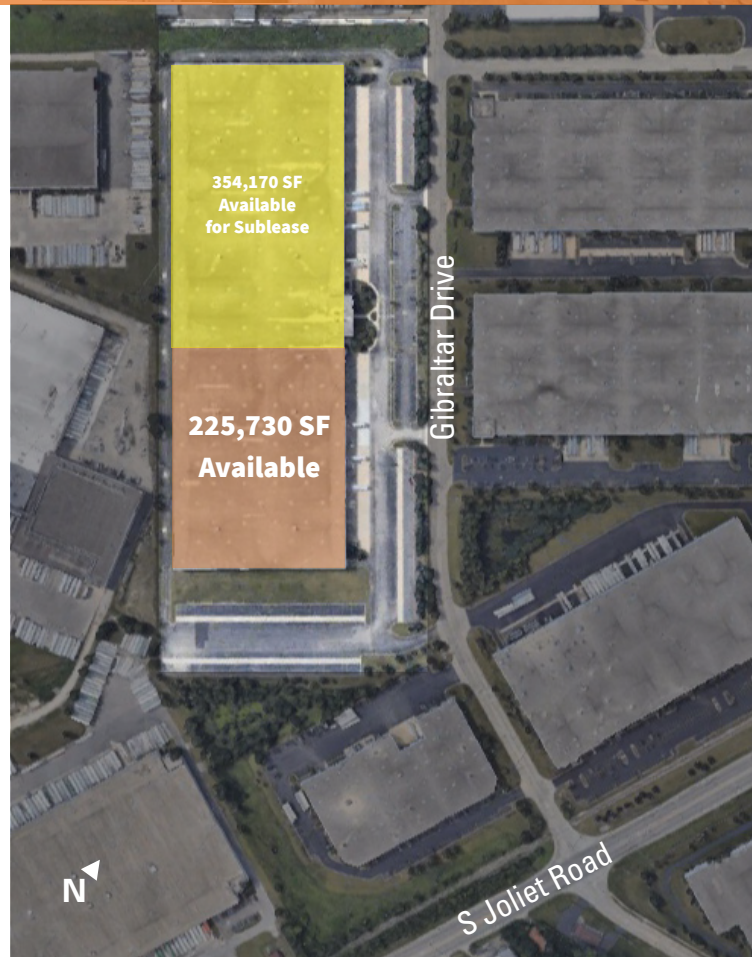 354,170 SF
Available
for Sublease
Gibraltar Drive
225,730 SF
Available
N
S Joliet Road